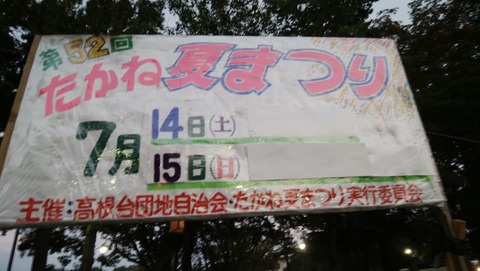 第52回
たかね夏まつり
7月 14日(土)
15日(日)
主催:高根台団地自治会・たかね夏まつり実行委員会